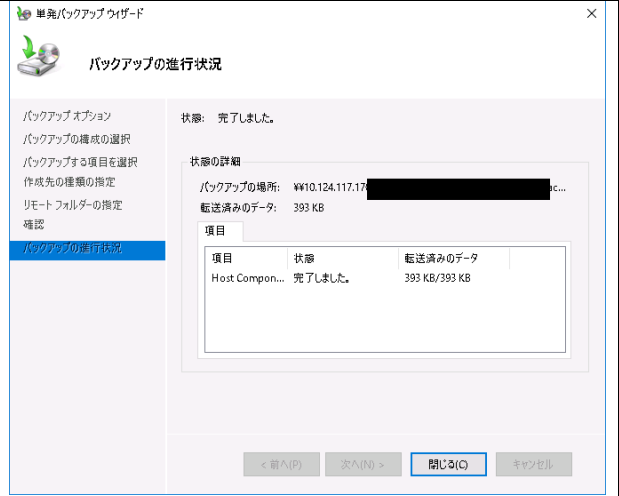 単発バックアップ ウィザード
バックアップの進行状況
バックアップ オプション
バックアップの構成の選択
バックアップする項目を選択
作成先の種類の指定
リモート フォルダーの指定
確認
バックアップの進行状況
状態: 完了しました。
状態の詳細
バックアップの場所: ¥¥10.124.117.17 ac...
転送済みのデータ: 393 KB
項目
項目 状態 転送済みのデータ
Host Compon... 完了しました。 393 KB/393 KB
< 前へ(P) 次へ(N) > 閉じる(C) キャンセル